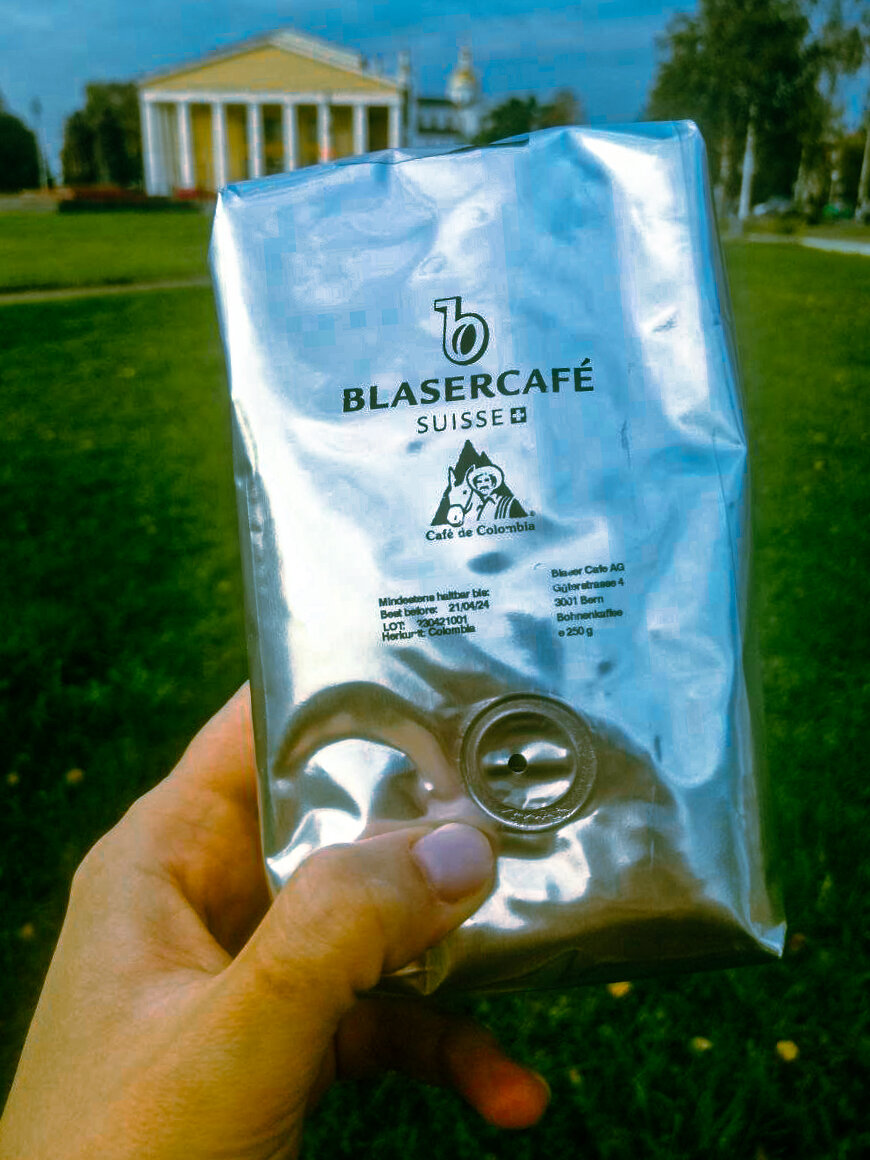 b
BLASERCAFÉ
SUISSE
Café de Colombia
Mindestens haltbar bis:
Best before: 21/04/24
LOT: 230421001
Herkunft: Colombia
Blaser Cafe AG
Güterstrasse 4
3001 Bern
Bohnenkaffee
e 250 g